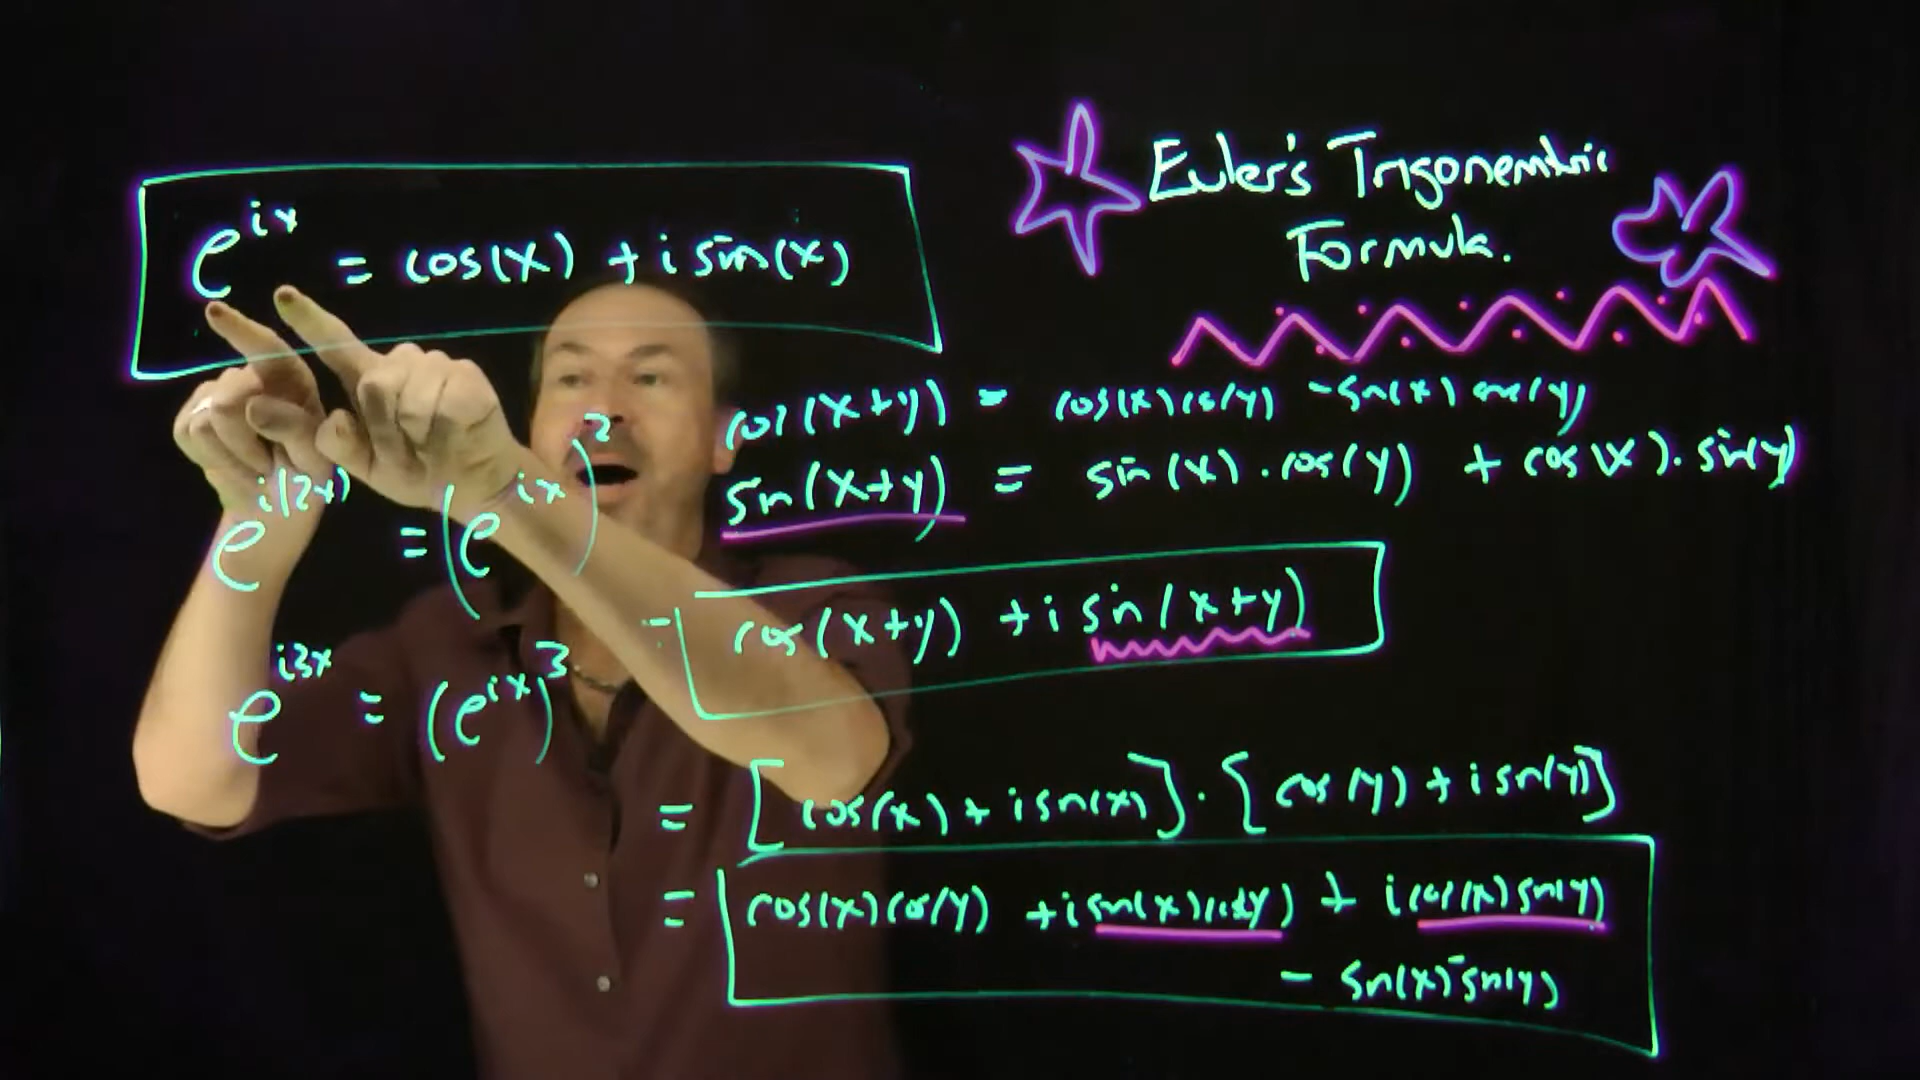 Euler's Trigonemtric
Formula.
e^{ix} = cos(x) + i sin(x)
cos(x+y) = cos(x)cos(y) - sin(x) sin(y)
sin(x+y) = sin(x) . cos(y) + cos(x) . sin(y)
e^{i(2x)} = (e^{ix})^2
= cos(x+y) + i sin(x+y)
e^{i3x} = (e^{ix})^3
= [cos(x) + i sin(x)] . [cos(y) + i sin(y)]
= cos(x)cos(y) + i sin(x)cos(y) + i cos(x) sin(y)
- sin(x) sin(y)